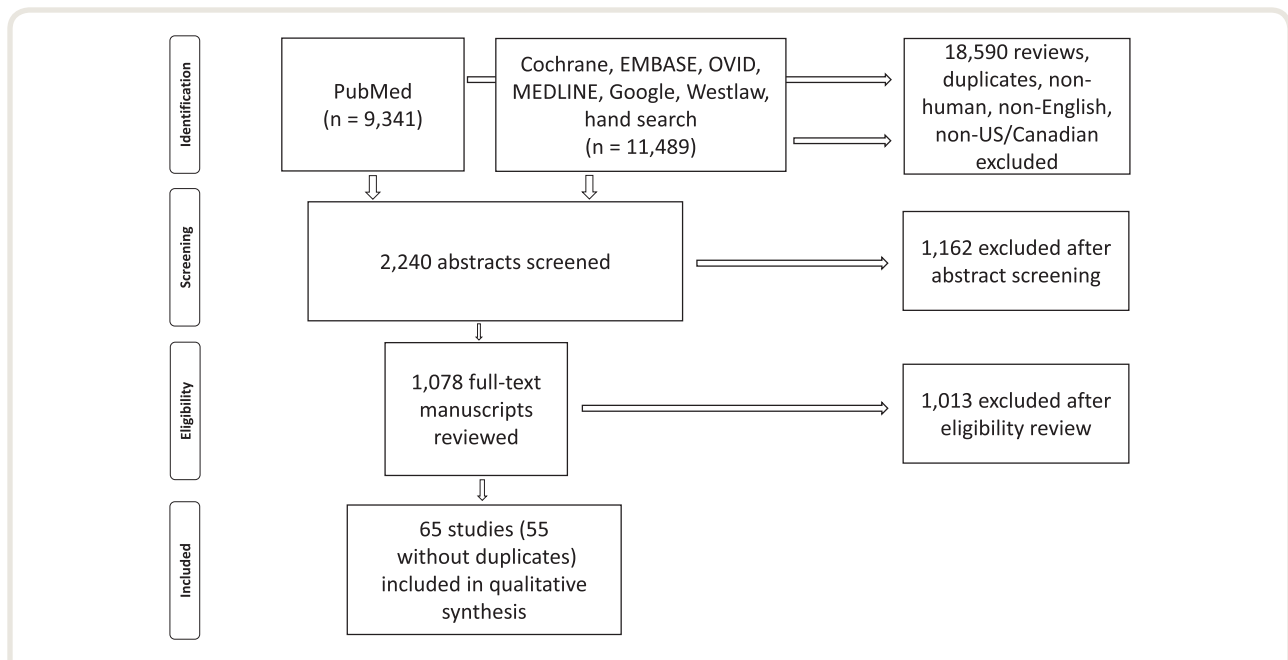 Identification
PubMed
(n = 9,341)
Cochrane, EMBASE, OVID,
MEDLINE, Google, Westlaw,
hand search
(n = 11,489)
18,590 reviews,
duplicates, non-
human, non-English,
non-US/Canadian
excluded
Screening
2,240 abstracts screened
1,162 excluded after
abstract screening
Eligibility
1,078 full-text
manuscripts
reviewed
1,013 excluded after
eligibility review
Included
65 studies (55
without duplicates)
included in qualitative
synthesis